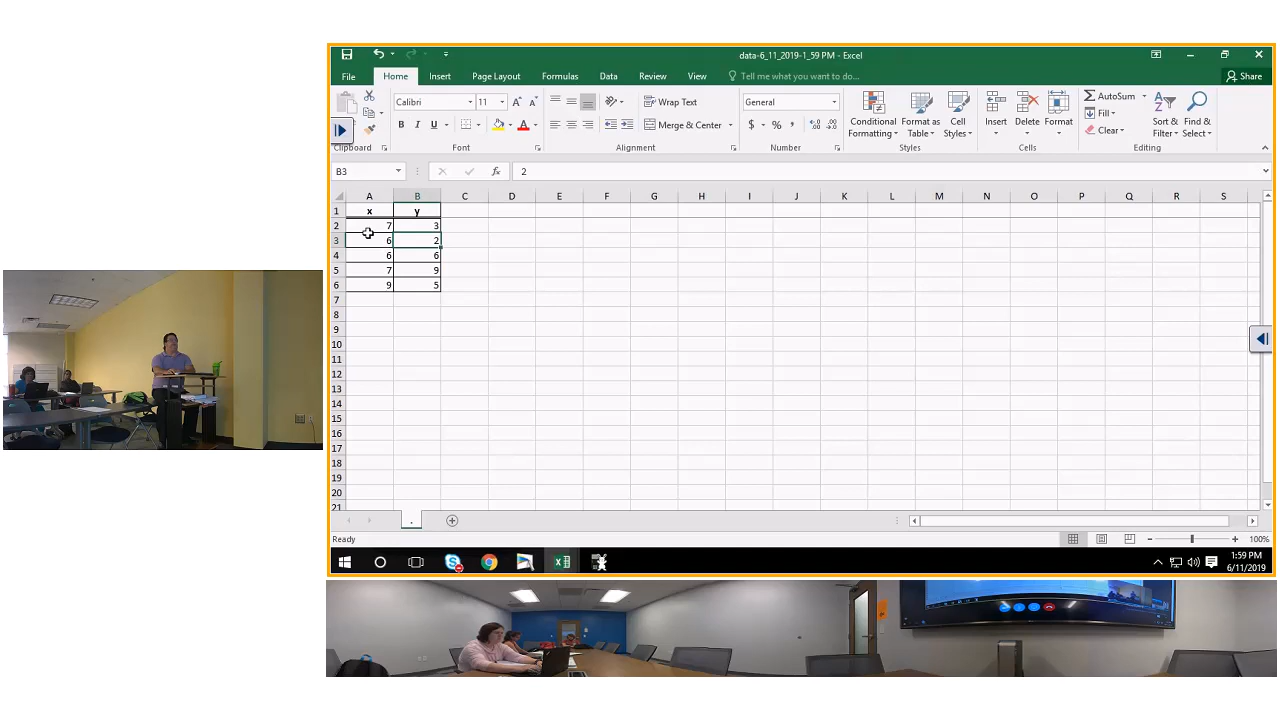 data-6_11_2019-1_59 PM - Excel
File Home Insert Page Layout Formulas Data Review View Tell me what you want to do... Share
Calibri 11 Wrap Text General AutoSum
Fill
B I U Merge & Center $ % , Conditional Formatting Format as Table Cell Styles Insert Delete Format Clear Sort & Filter Find & Select
Clipboard Font Alignment Number Styles Cells Editing
B3 fx 2
A B C D E F G H I J K L M N O P Q R S
1 x y
2 7 3
3 6 2
4 6 6
5 7 9
6 9 5
7
8
9
10
11
12
13
14
15
16
17
18
19
20
21
.
Ready 100%
1:59 PM
6/11/2019